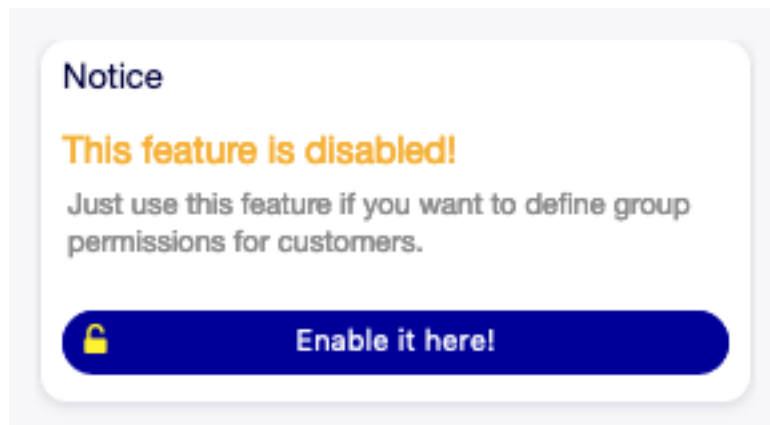 Notice
This feature is disabled!
Just use this feature if you want to define group
permissions for customers.
Enable it here!